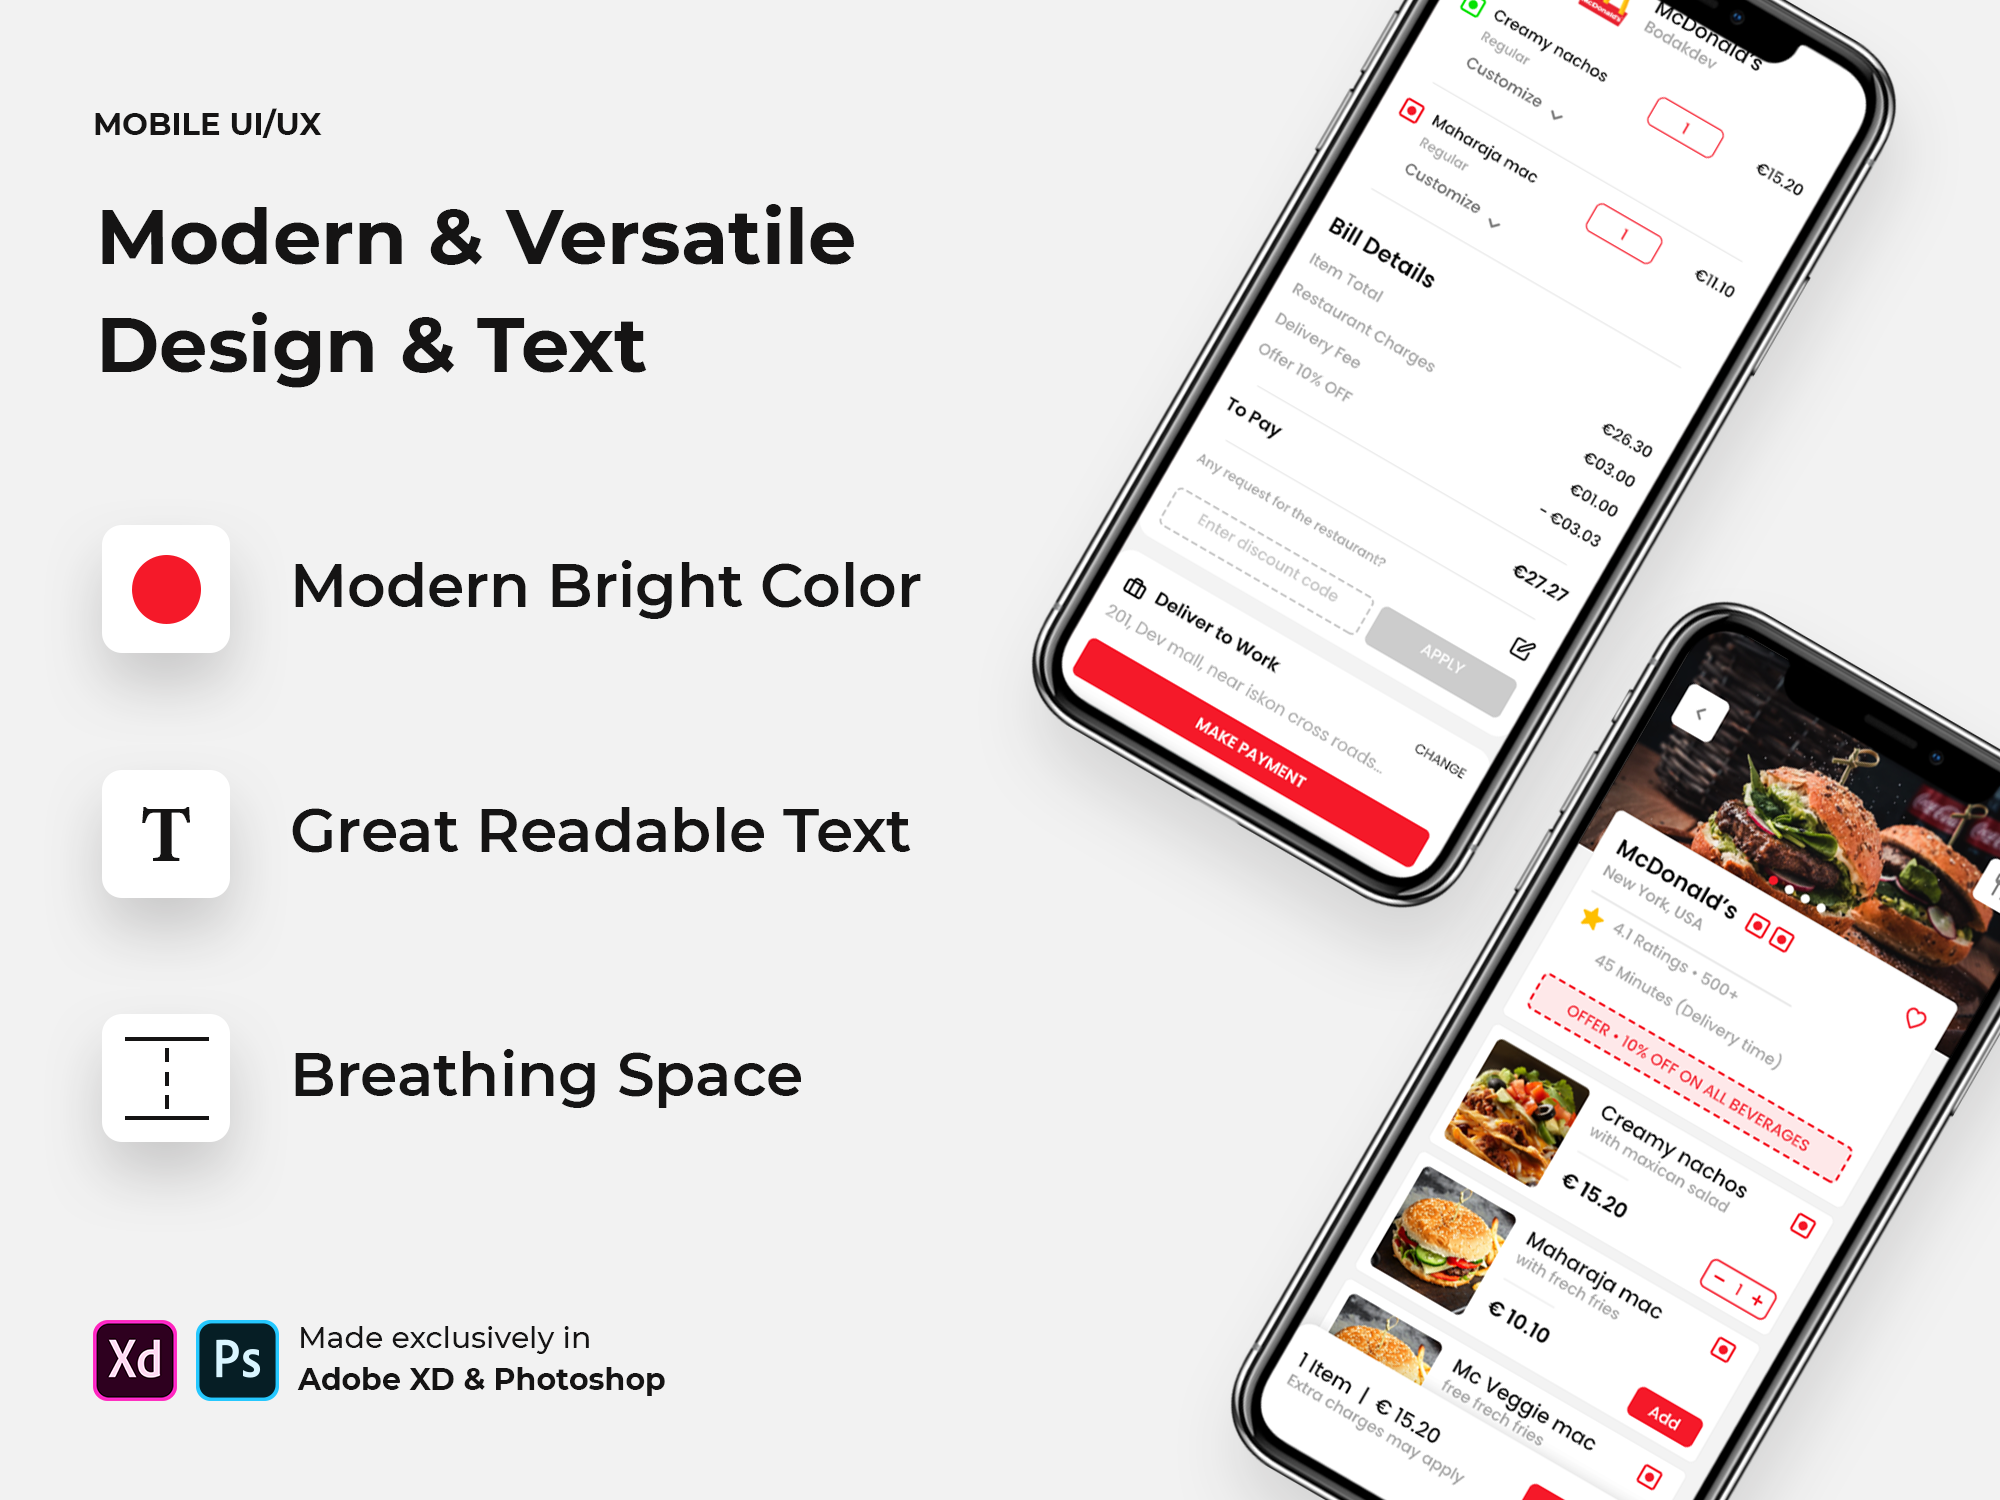 MOBILE UI/UX
Modern & Versatile
Design & Text
Modern Bright Color
T
Great Readable Text
Breathing Space
Xd
Ps
Made exclusively in
Adobe XD & Photoshop
McDonald's
McDonald's
Bodakdev
Creamy nachos
Regular
Customize
1
€15.20
Maharaja mac
Regular
Customize
1
€11.10
Bill Details
Item Total
€26.30
Restaurant Charges
€03.00
Delivery Fee
€01.00
Offer 10% OFF
- €03.03
To Pay
€27.27
Any request for the restaurant?
Enter discount code
APPLY
Deliver to Work
201, Dev mall, near iskon cross roads...
CHANGE
MAKE PAYMENT
McDonald's
New York, USA
4.1 Ratings • 500+
45 Minutes (Delivery time)
OFFER • 10% OFF ON ALL BEVERAGES
Creamy nachos
with maxican salad
€ 15.20
- 1 +
Maharaja mac
with frech fries
€ 10.10
Add
Mc Veggie mac
free frech fries
1 Item | € 15.20
Extra charges may apply